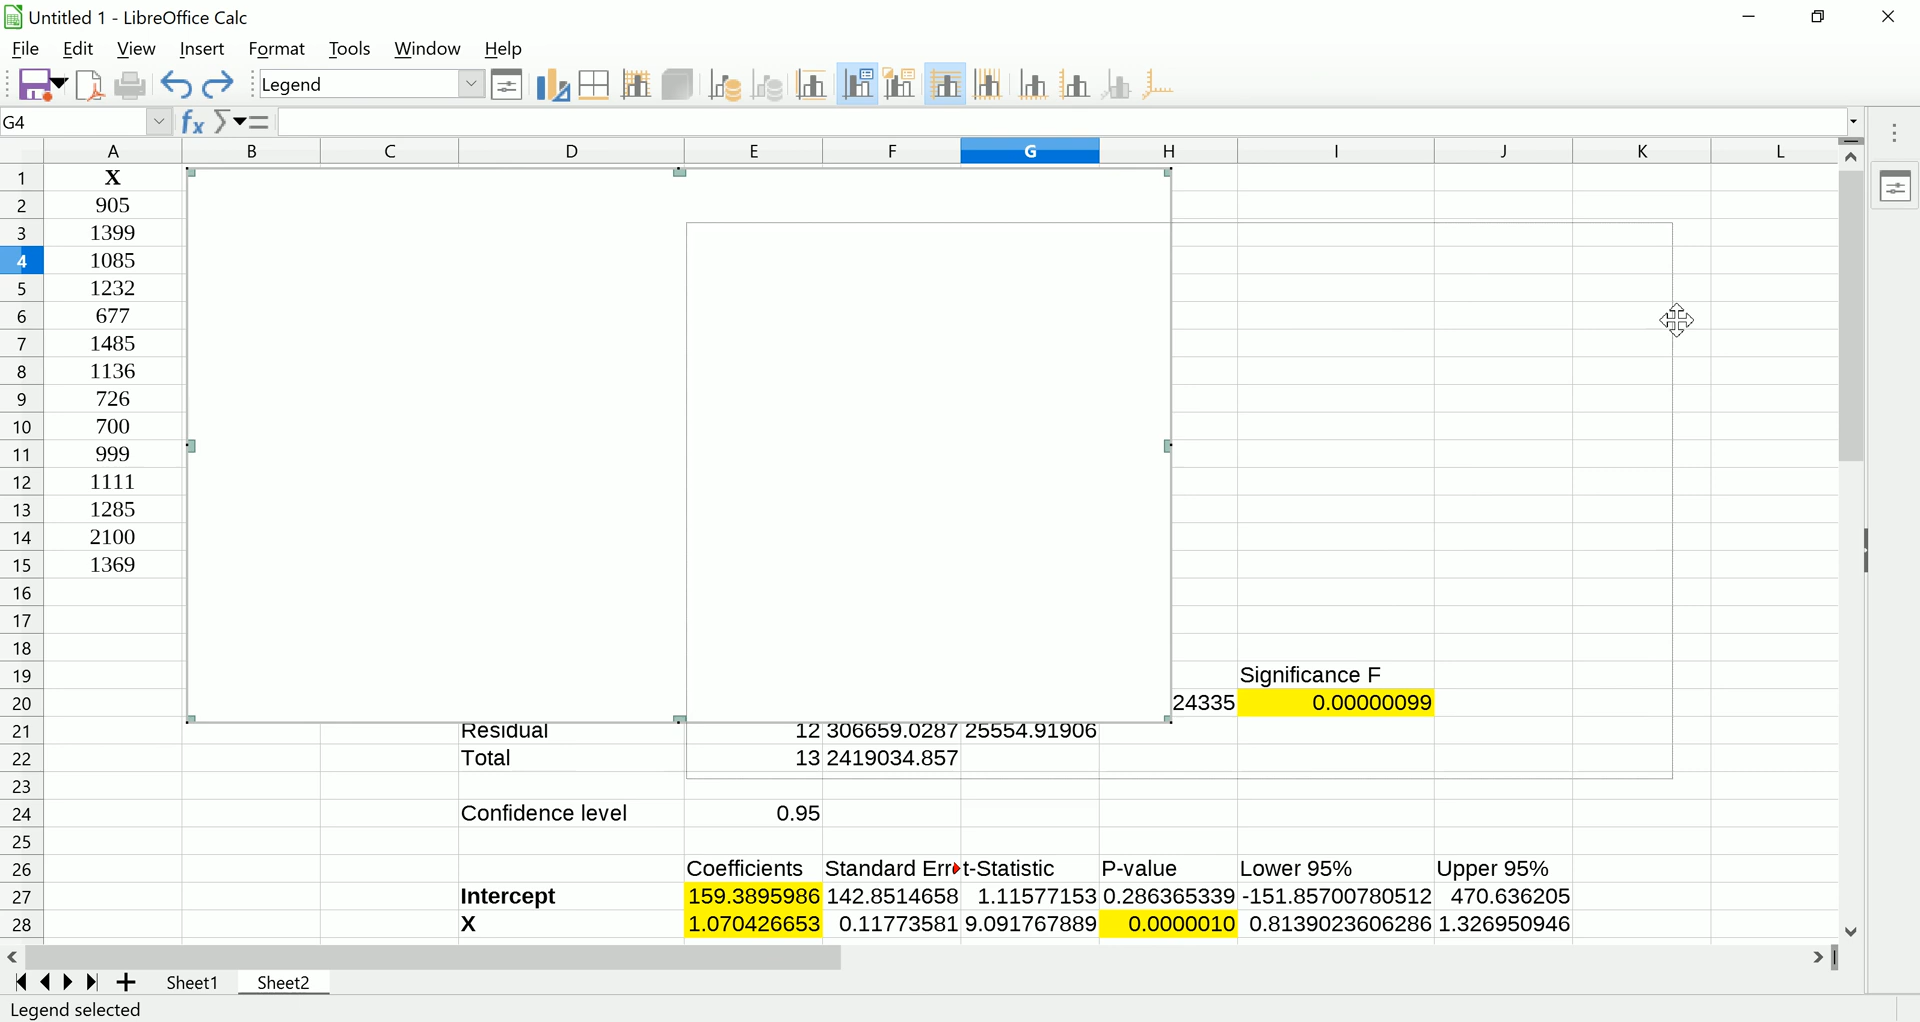 Untitled 1 - LibreOffice Calc
File Edit View Insert Format Tools Window Help
Legend
G4
A B C D E F G H I J K L
1 X
2 905
3 1399
4 1085
5 1232
6 677
7 1485
8 1136
9 726
10 700
11 999
12 1111
13 1285
14 2100
15 1369
16
17
18
19 Significance F
20 24335 0.00000099
21 Residual 12 306659.0287 25554.91906
22 Total 13 2419034.857
23
24 Confidence level 0.95
25
26 Coefficients Standard Err t-Statistic P-value Lower 95% Upper 95%
27 Intercept 159.3895986 142.8514658 1.11577153 0.286365339 -151.85700780512 470.636205
28 X 1.070426653 0.11773581 9.091767889 0.0000010 0.8139023606286 1.326950946
Sheet1 Sheet2
Legend selected